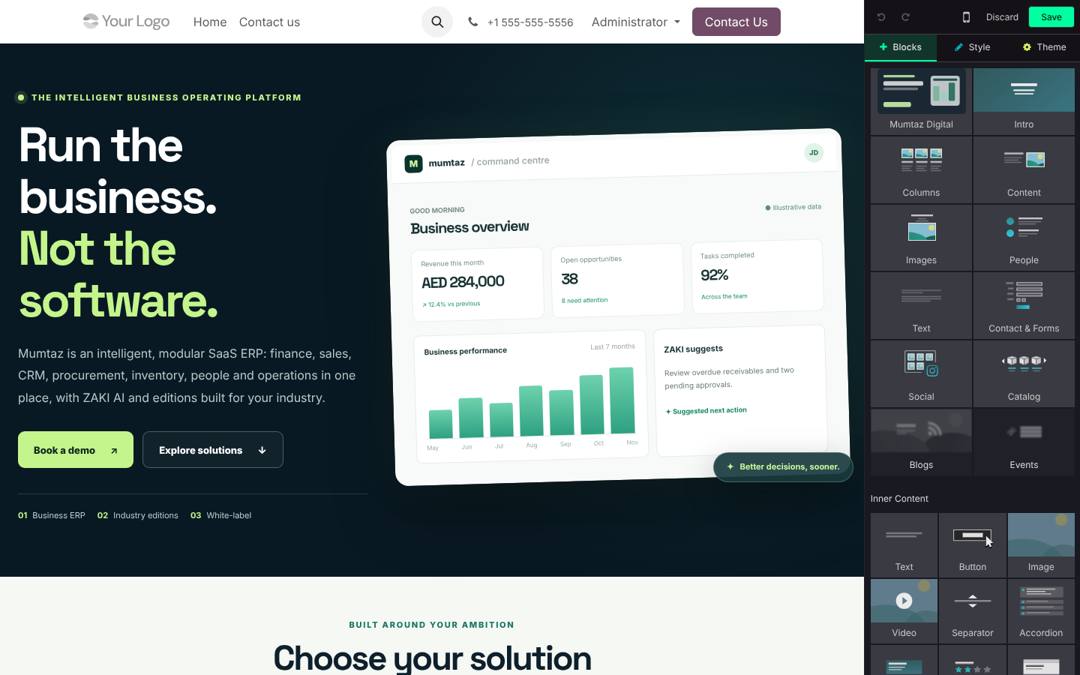 Your Logo
Home
Contact us
+1 555-555-5556
Administrator
Contact Us
Discard
Save
Blocks
Style
Theme
THE INTELLIGENT BUSINESS OPERATING PLATFORM
Run the
business.
Not the
software.
Mumtaz is an intelligent, modular SaaS ERP: finance, sales,
CRM, procurement, inventory, people and operations in one
place, with ZAKI AI and editions built for your industry.
Book a demo ↗
Explore solutions ↓
01 Business ERP 02 Industry editions 03 White-label
M mumtaz / command centre
JD
GOOD MORNING
Business overview
Illustrative data
Revenue this month
AED 284,000
↗ 12.4% vs previous
Open opportunities
38
8 need attention
Tasks completed
92%
Across the team
Business performance
Last 7 months
May Jun Jul Aug Sep Oct Nov
ZAKI suggests
Review overdue receivables and two
pending approvals.
✦ Suggested next action
✦ Better decisions, sooner.
BUILT AROUND YOUR AMBITION
Choose your solution
Mumtaz Digital
Intro
Columns
Content
Images
People
Text
Contact & Forms
Social
Catalog
Blogs
Events
Inner Content
Text
Button
Image
Video
Separator
Accordion